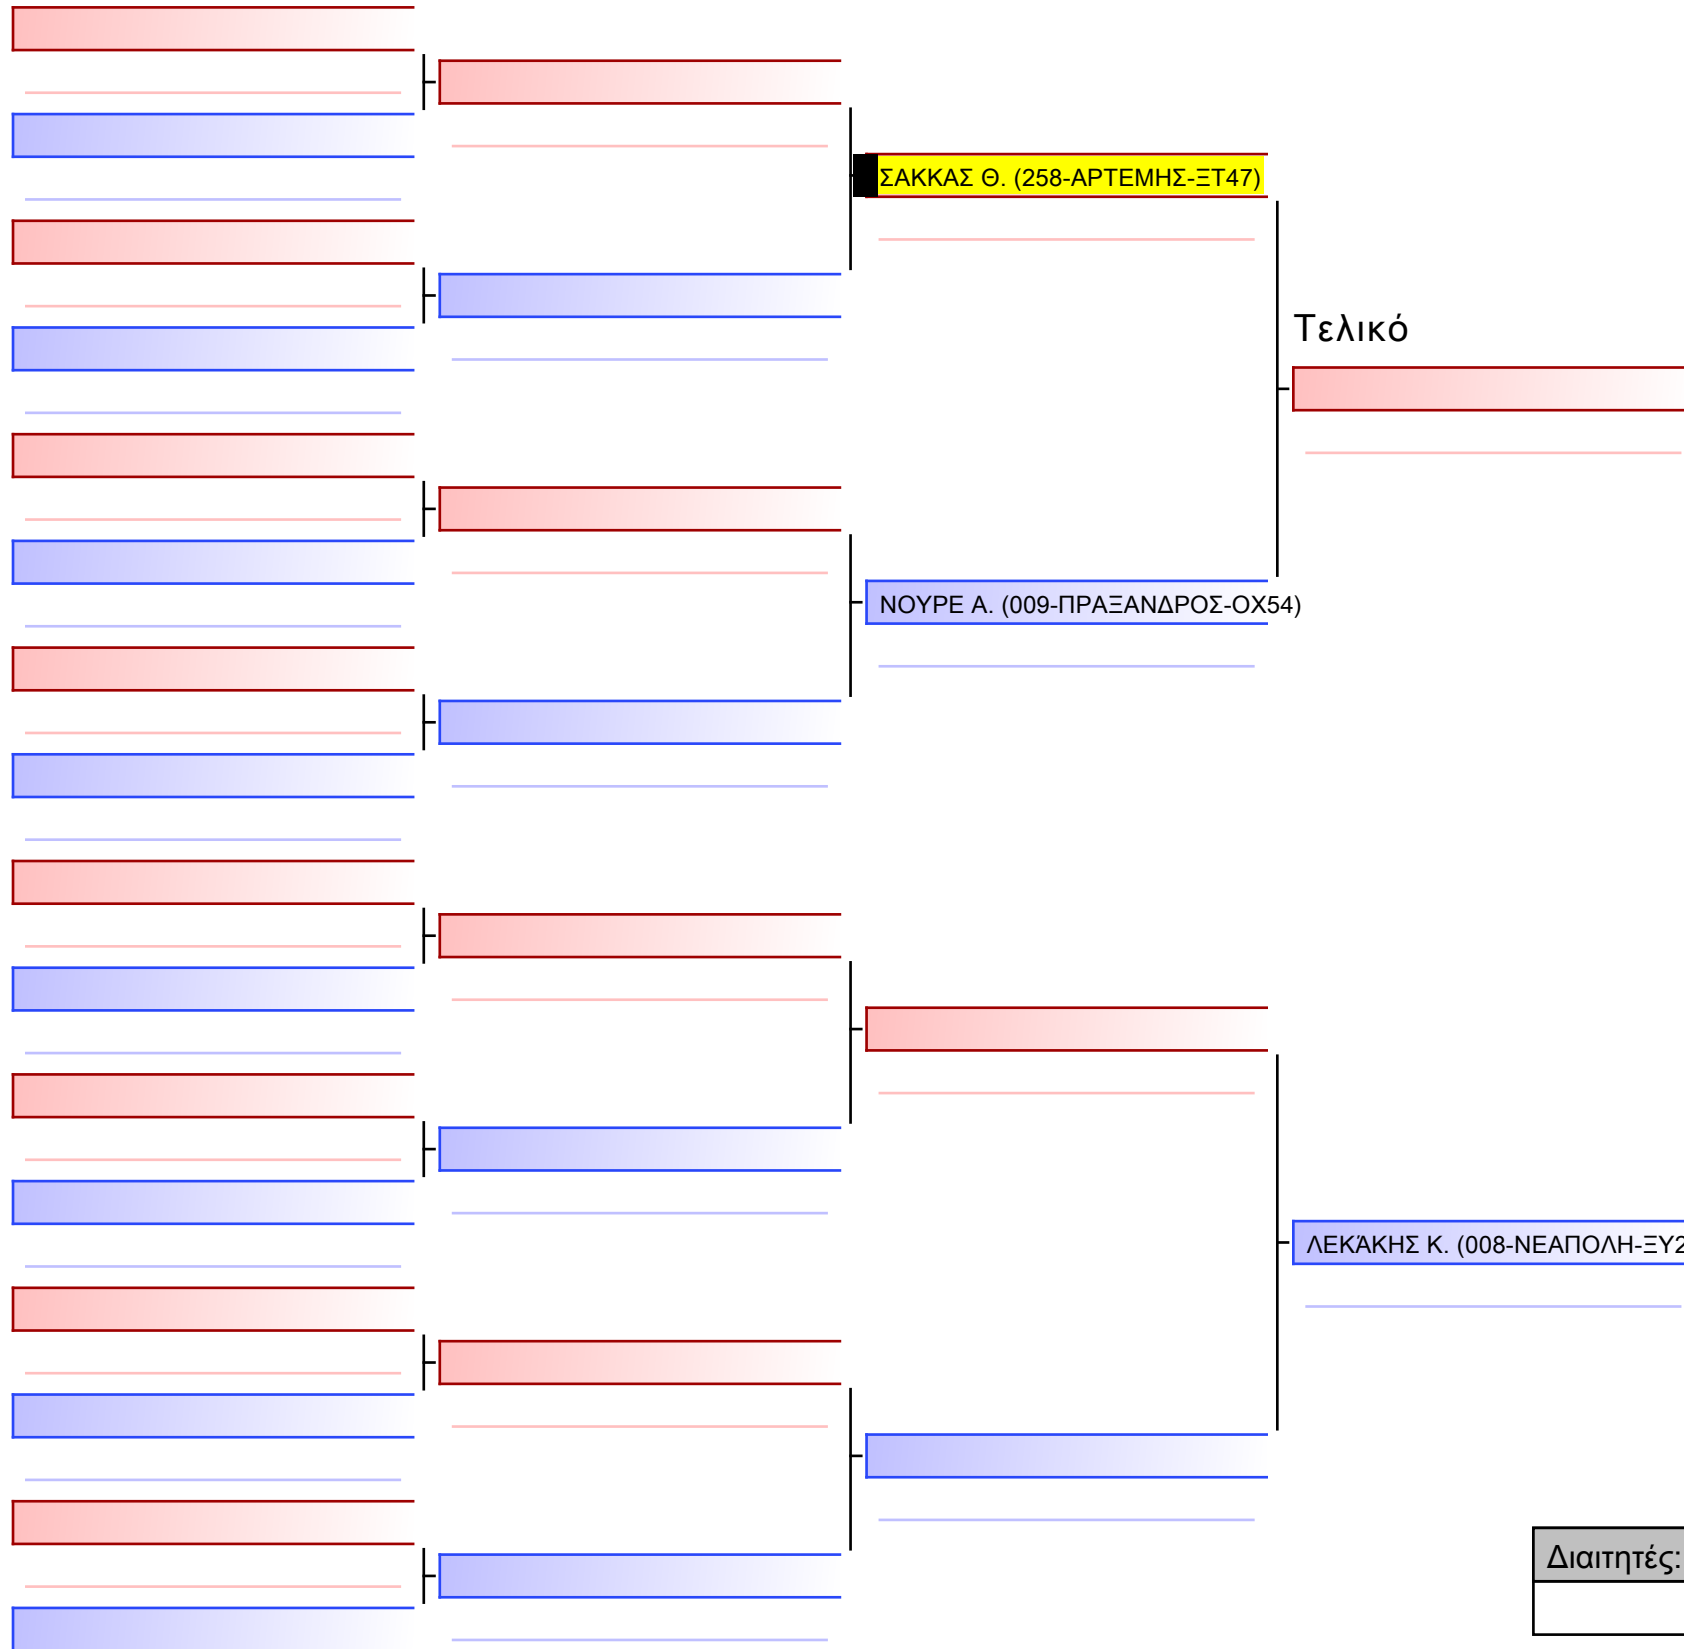 ΣΑΚΚΑΣ Θ. (258-ΑΡΤΕΜΗΣ-ΞΤ47)
Τελικό
ΝΟΥΡΕ Α. (009-ΠΡΑΞΑΝΔΡΟΣ-ΟΧ54)
ΛΕΚΆΚΗΣ Κ. (008-ΝΕΑΠΟΛΗ-ΞΥ2
Διαιτητές: